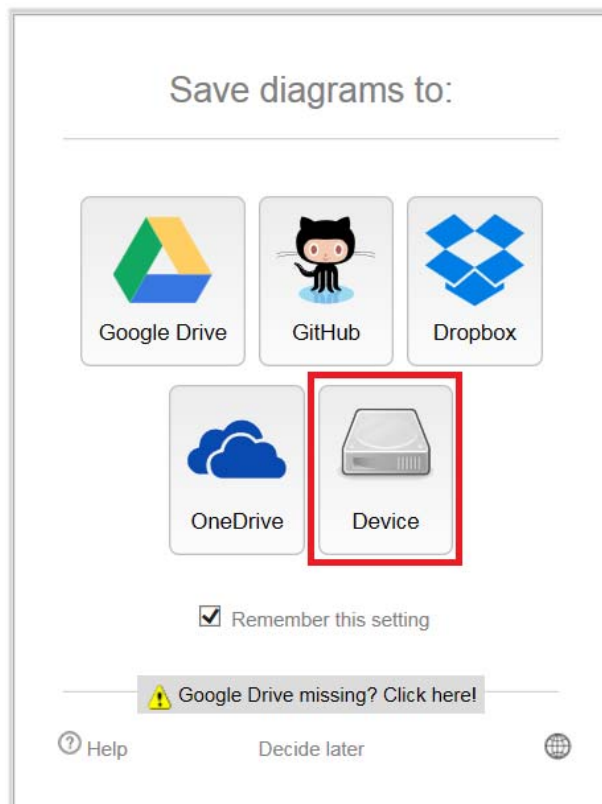 Save diagrams to:
Google Drive
GitHub
Dropbox
OneDrive
Device
Remember this setting
Google Drive missing? Click here!
Help
Decide later